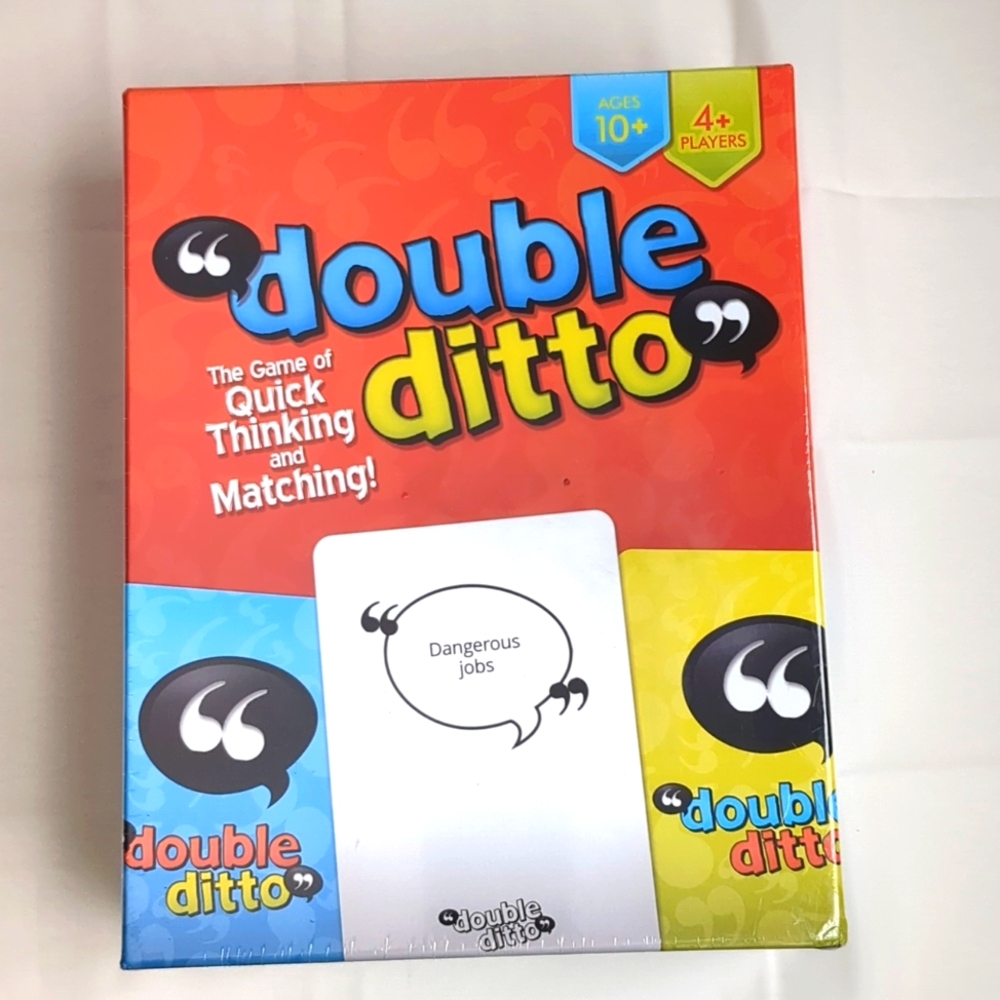 AGES
10+
4+
PLAYERS
“double
ditto”
The Game of
Quick
Thinking
and
Matching!
Dangerous
jobs
“
double
ditto”
“
“double
ditto
“double
ditto”